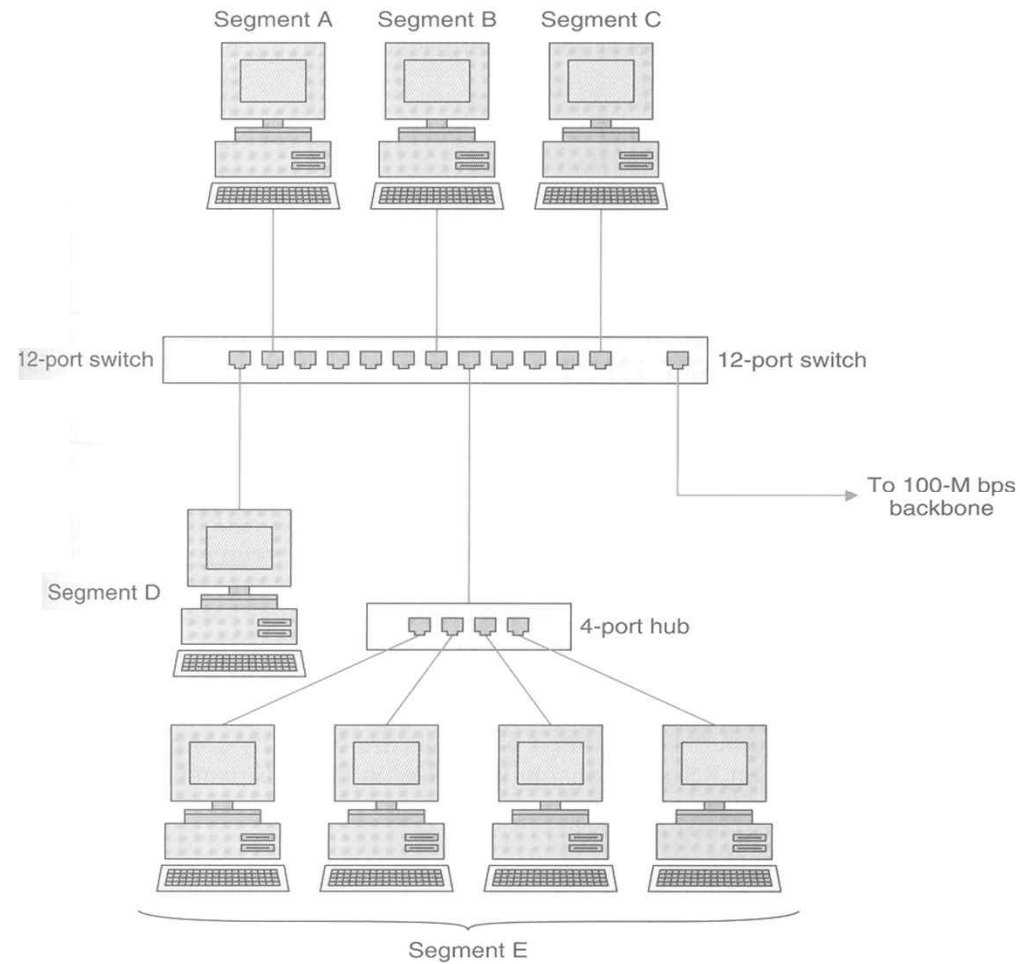 Segment A
Segment B
Segment C
12-port switch
12-port switch
To 100-M bps
backbone
Segment D
4-port hub
Segment E